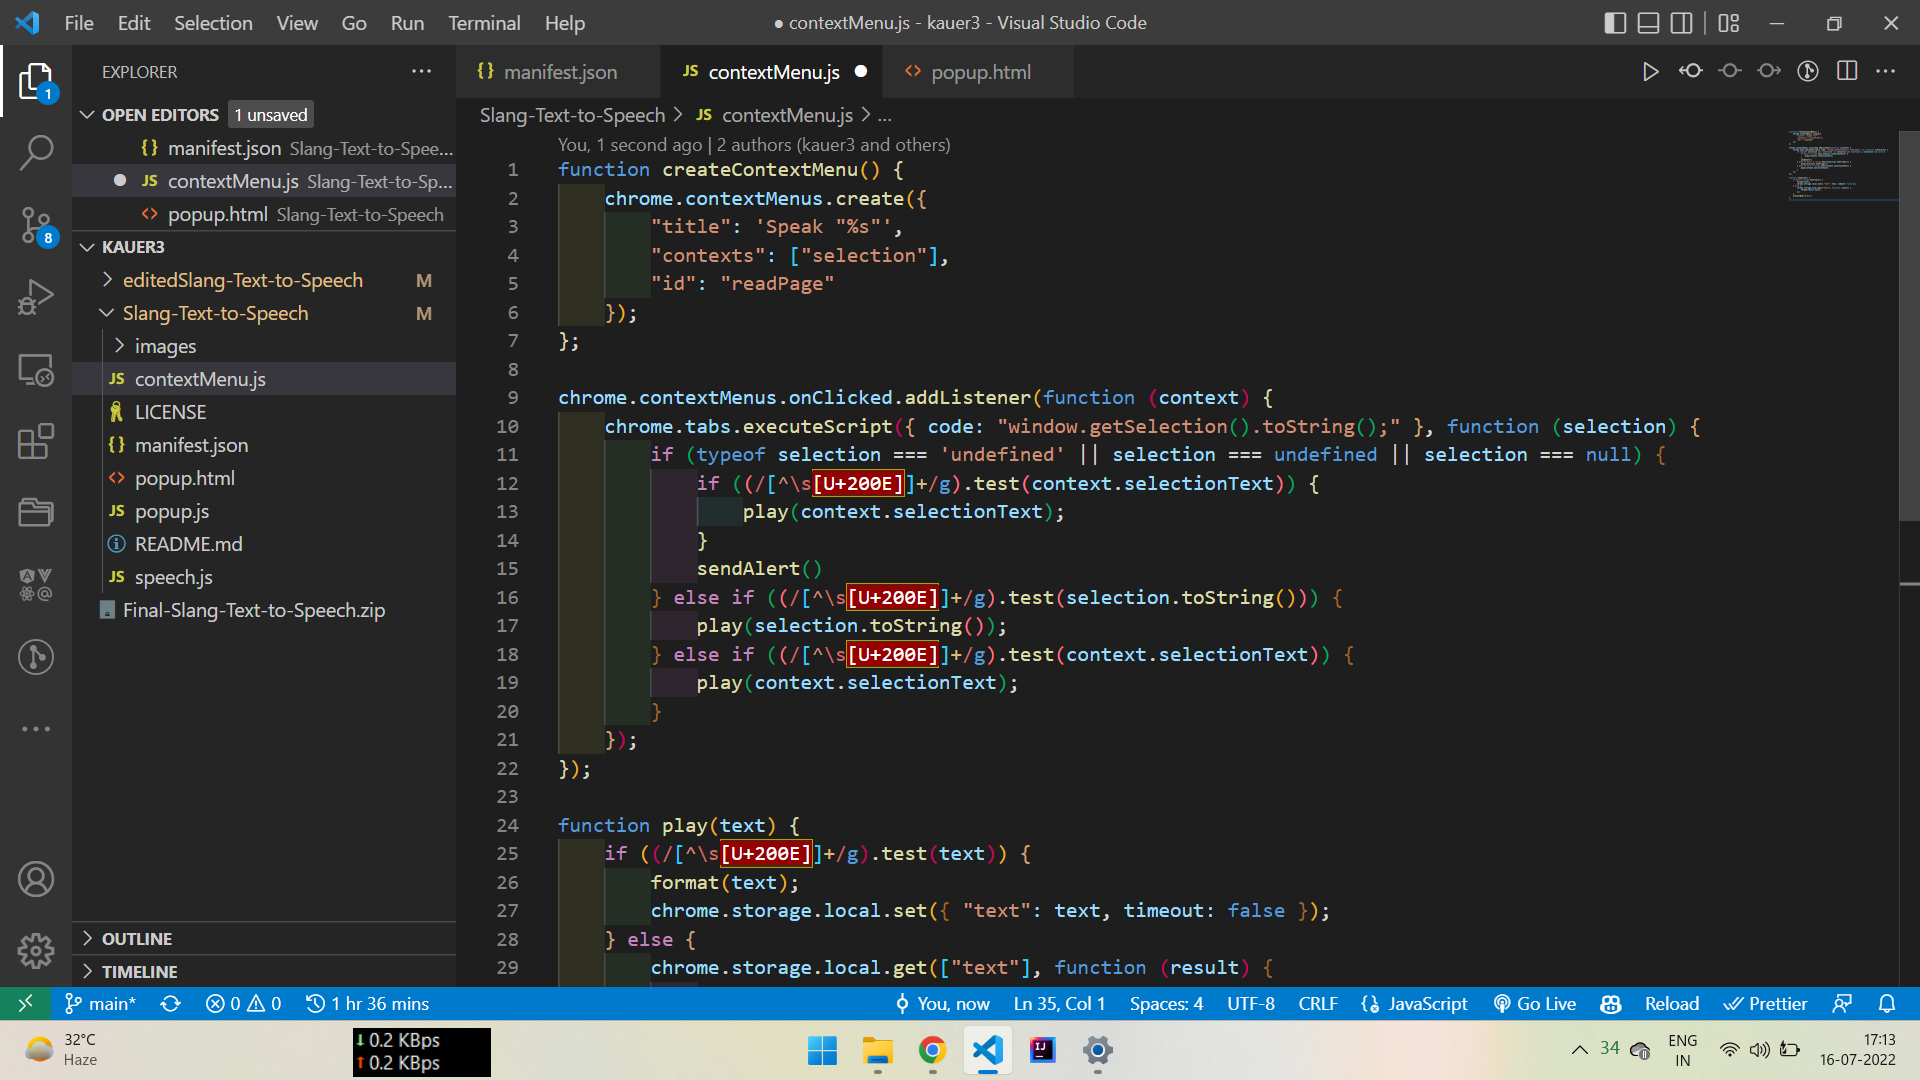 File Edit Selection View Go Run Terminal Help
● contextMenu.js - kauer3 - Visual Studio Code
EXPLORER
OPEN EDITORS 1 unsaved
manifest.json Slang-Text-to-Spee...
contextMenu.js Slang-Text-to-Sp...
popup.html Slang-Text-to-Speech
KAUER3
editedSlang-Text-to-Speech M
Slang-Text-to-Speech M
images
JS contextMenu.js
LICENSE
{} manifest.json
<> popup.html
JS popup.js
README.md
JS speech.js
Final-Slang-Text-to-Speech.zip
OUTLINE
TIMELINE
1
8
{} manifest.json
JS contextMenu.js ●
<> popup.html
Slang-Text-to-Speech > JS contextMenu.js > ...
You, 1 second ago | 2 authors (kauer3 and others)
1 function createContextMenu() {
2 chrome.contextMenus.create({
3 "title": 'Speak "%s"',
4 "contexts": ["selection"],
5 "id": "readPage"
6 });
7 };
8
9 chrome.contextMenus.onClicked.addListener(function (context) {
10 chrome.tabs.executeScript({ code: "window.getSelection().toString();" }, function (selection) {
11 if (typeof selection === 'undefined' || selection === undefined || selection === null) {
12 if ((/[^\s[U+200E]]+/g).test(context.selectionText)) {
13 play(context.selectionText);
14 }
15 sendAlert()
16 } else if ((/[^\s[U+200E]]+/g).test(selection.toString())) {
17 play(selection.toString());
18 } else if ((/[^\s[U+200E]]+/g).test(context.selectionText)) {
19 play(context.selectionText);
20 }
21 });
22 });
23
24 function play(text) {
25 if ((/[^\s[U+200E]]+/g).test(text)) {
26 format(text);
27 chrome.storage.local.set({ "text": text, timeout: false });
28 } else {
29 chrome.storage.local.get(["text"], function (result) {
main* 0 0 1 hr 36 mins You, now Ln 35, Col 1 Spaces: 4 UTF-8 CRLF JavaScript Go Live Reload Prettier
32°C
Haze
↓ 0.2 KBps
↑ 0.2 KBps
IJ
34
ENG
IN
17:13
16-07-2022